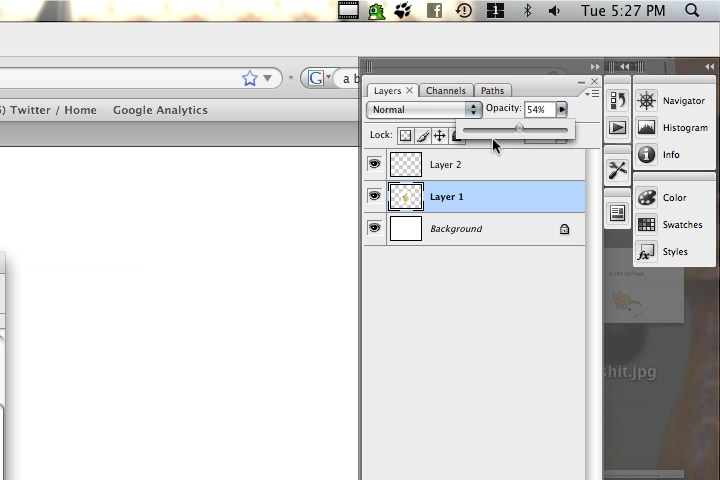 Tue 5:27 PM
G a b
Twitter / Home Google Analytics
Layers Channels Paths
Normal Opacity: 54%
Lock:
Layer 2
Layer 1
Background
Navigator
Histogram
Info
Color
Swatches
Styles
shit.jpg